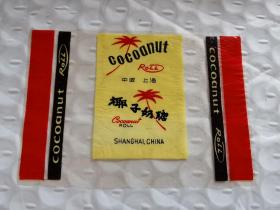 cocoanut
RoLL
cocoanut
RoLL
中国 上海
椰子奶糖
Cocoanut
ROLL
SHANGHAI,CHINA
cocoanut
RoLL